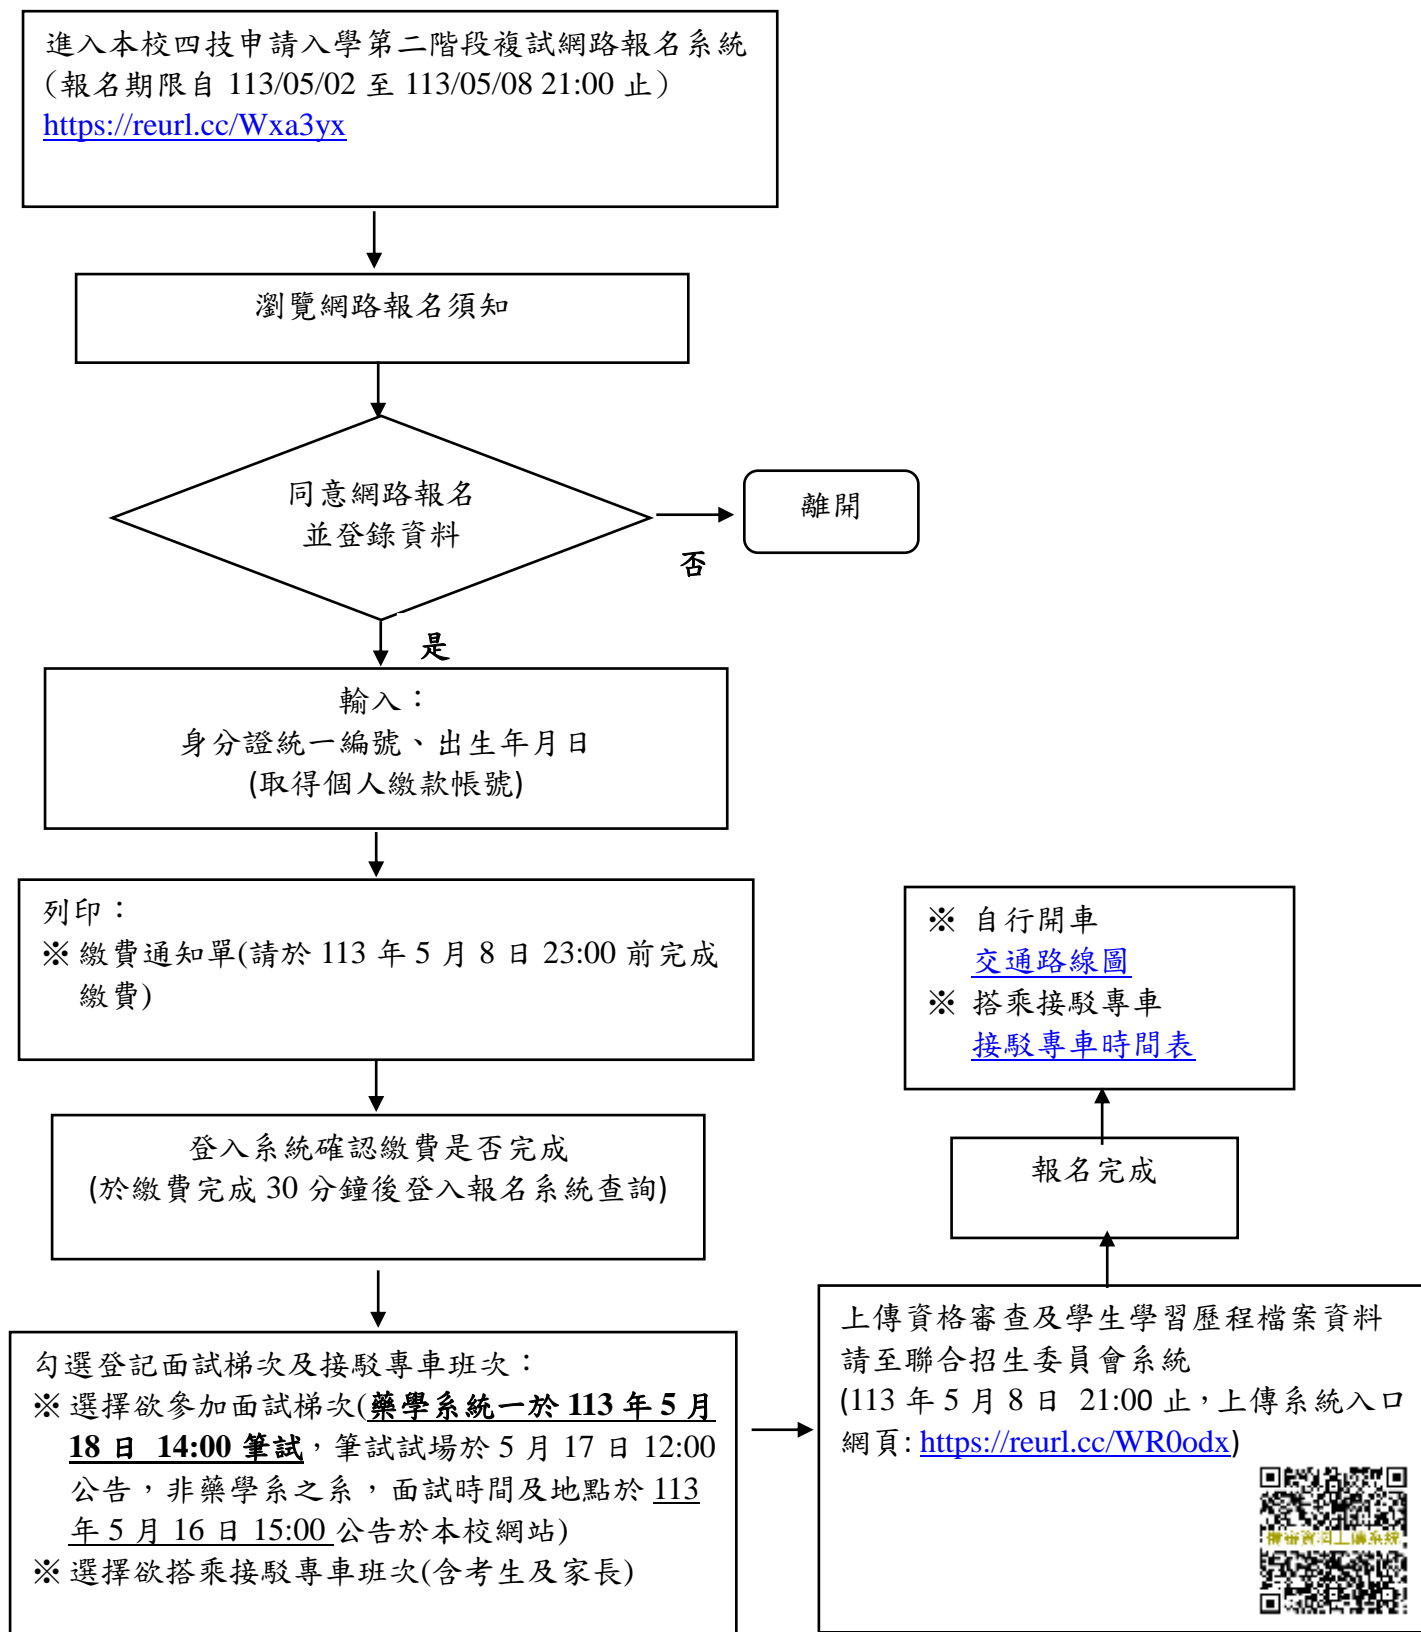 進入本校四技申請入學第二階段複試網路報名系統
（報名期限自 113/05/02 至 113/05/08 21:00 止）
https://reurl.cc/Wxa3yx
瀏覽網路報名須知
同意網路報名
並登錄資料
離開
否
是
輸入：
身分證統一編號、出生年月日
(取得個人繳款帳號)
列印：
※ 繳費通知單(請於 113 年 5 月 8 日 23:00 前完成
繳費)
登入系統確認繳費是否完成
(於繳費完成 30 分鐘後登入報名系統查詢)
勾選登記面試梯次及接駁專車班次：
※ 選擇欲參加面試梯次(藥學系統一於 113 年 5 月
18 日 14:00 筆試，筆試試場於 5 月 17 日 12:00
公告，非藥學系之系，面試時間及地點於 113
年 5 月 16 日 15:00 公告於本校網站)
※ 選擇欲搭乘接駁專車班次(含考生及家長)
上傳資格審查及學生學習歷程檔案資料
請至聯合招生委員會系統
(113 年 5 月 8 日 21:00 止，上傳系統入口
網頁: https://reurl.cc/WR0odx)
備審資料上傳系統
報名完成
※ 自行開車
交通路線圖
※ 搭乘接駁專車
接駁專車時間表